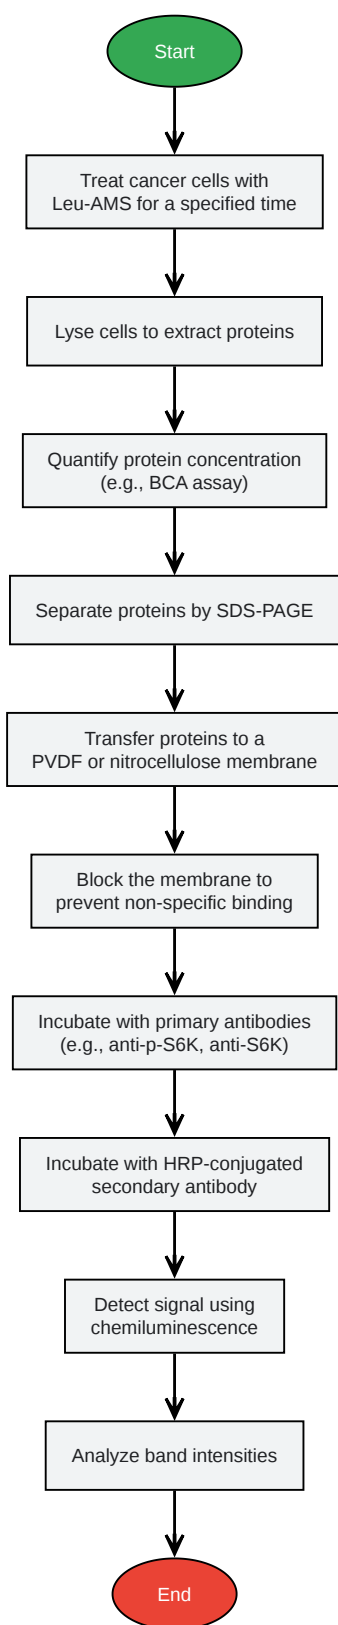 Start
Treat cancer cells with
Leu-AMS for a specified time
Lyse cells to extract proteins
Quantify protein concentration
(e.g., BCA assay)
Separate proteins by SDS-PAGE
Transfer proteins to a
PVDF or nitrocellulose membrane
Block the membrane to
prevent non-specific binding
Incubate with primary antibodies
(e.g., anti-p-S6K, anti-S6K)
Incubate with HRP-conjugated
secondary antibody
Detect signal using
chemiluminescence
Analyze band intensities
End